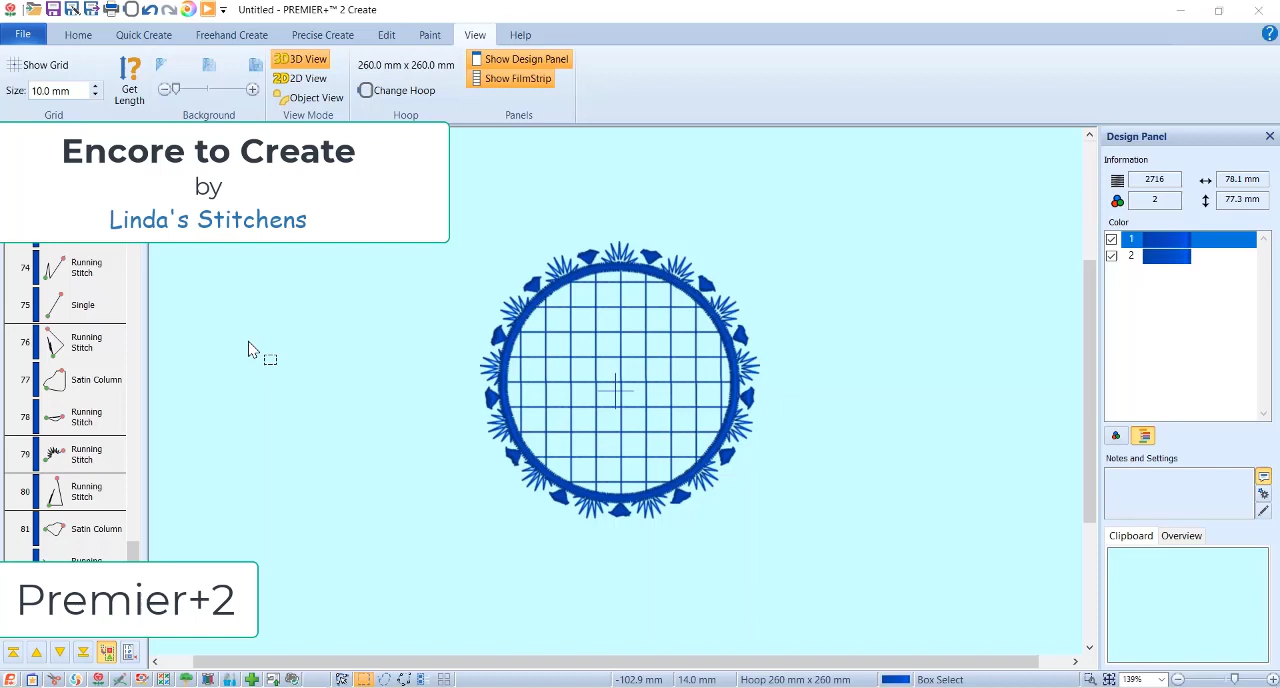 Untitled - PREMIER+™ 2 Create
File
Home
Quick Create
Freehand Create
Precise Create
Edit
Paint
View
Help
Show Grid
Size:
10.0 mm
Grid
Get
Length
Background
3D 3D View
2D 2D View
Object View
View Mode
260.0 mm x 260.0 mm
Change Hoop
Hoop
Show Design Panel
Show FilmStrip
Panels
Encore to Create
by
Linda's Stitchens
74 Running
Stitch
75 Single
76 Running
Stitch
77 Satin Column
78 Running
Stitch
79 Running
Stitch
80 Running
Stitch
81 Satin Column
Running
Premier+2
Design Panel
Information
2716
78.1 mm
2
77.3 mm
Color
1
2
Notes and Settings
Clipboard
Overview
-102.9 mm
14.0 mm
Hoop 260 mm x 260 mm
Box Select
139%